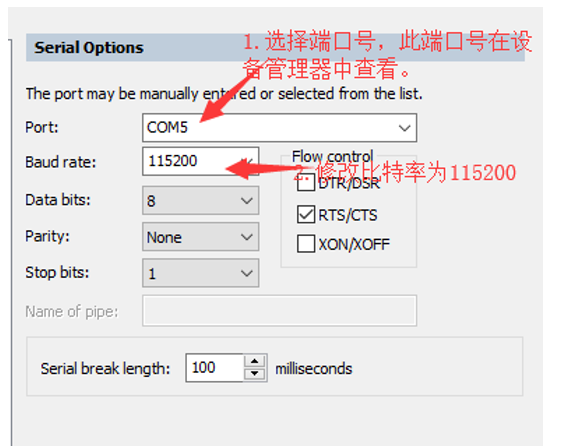 Serial Options
1.选择端口号，此端口号在设
备管理器中查看。
The port may be manually entered or selected from the list.
Port:
COM5
Baud rate:
115200
Flow control
2.修改比特率为115200
DTR/DSR
Data bits:
8
RTS/CTS
Parity:
None
XON/XOFF
Stop bits:
1
Name of pipe:
Serial break length:
100
milliseconds